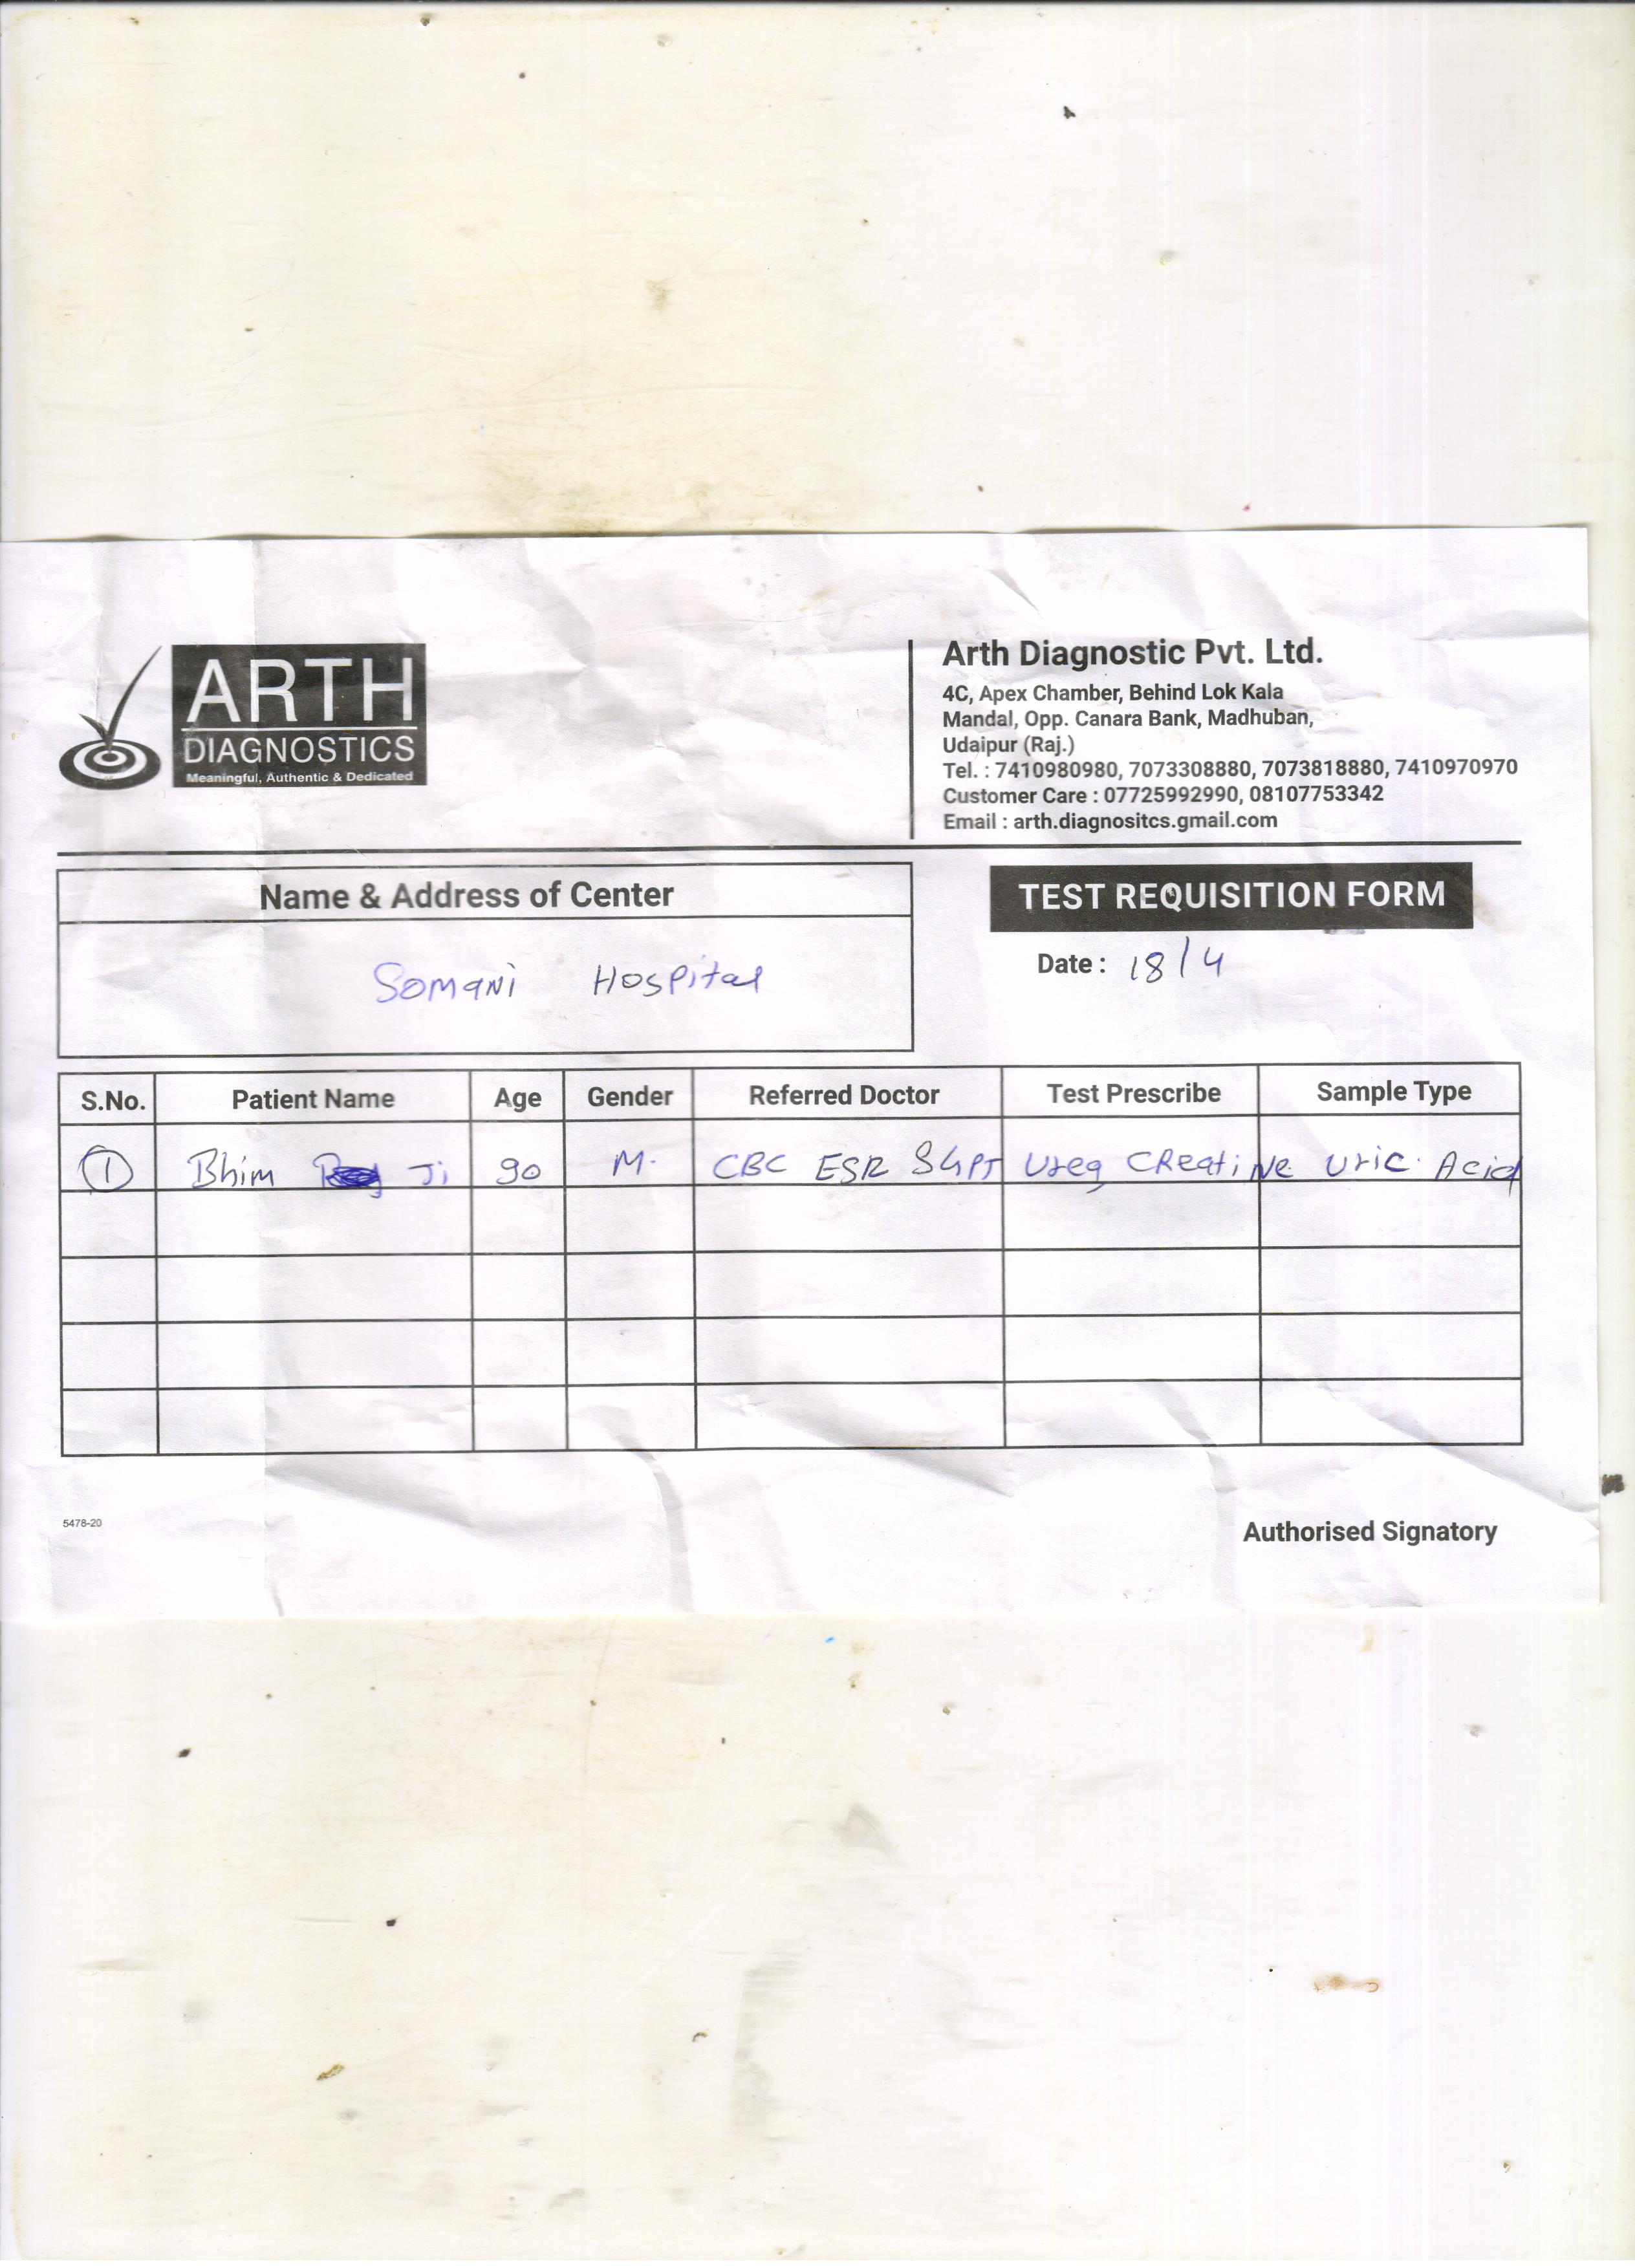 ARTH
DIAGNOSTICS
Meaningful, Authentic & Dedicated
Arth Diagnostic Pvt. Ltd.
4C, Apex Chamber, Behind Lok Kala
Mandal, Opp. Canara Bank, Madhuban,
Udaipur (Raj.)
Tel. : 7410980980, 7073308880, 7073818880, 7410970970
Customer Care : 07725992990, 08107753342
Email : arth.diagnositcs.gmail.com
Name & Address of Center
TEST REQUISITION FORM
Somani Hospital
Date : 18/4
S.No. Patient Name Age Gender Referred Doctor Test Prescribe Sample Type
1 Bhim Ji 90 M. CBC ESR SGPT Urea CReatiNe Uric Acid
5478-20
Authorised Signatory